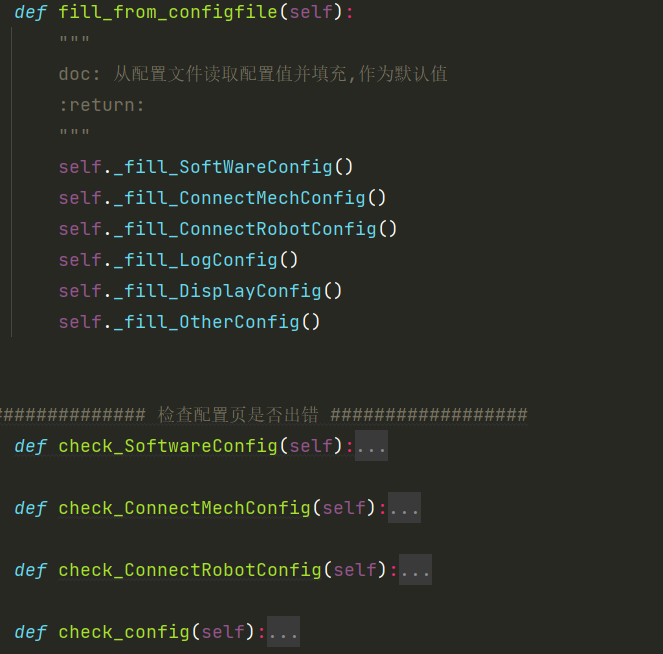 def fill_from_configfile(self):
"""
doc: 从配置文件读取配置值并填充,作为默认值
:return:
"""
self._fill_SoftWareConfig()
self._fill_ConnectMechConfig()
self._fill_ConnectRobotConfig()
self._fill_LogConfig()
self._fill_DisplayConfig()
self._fill_OtherConfig()
############# 检查配置页是否出错 ##################
def check_SoftwareConfig(self):...
def check_ConnectMechConfig(self):...
def check_ConnectRobotConfig(self):...
def check_config(self):...